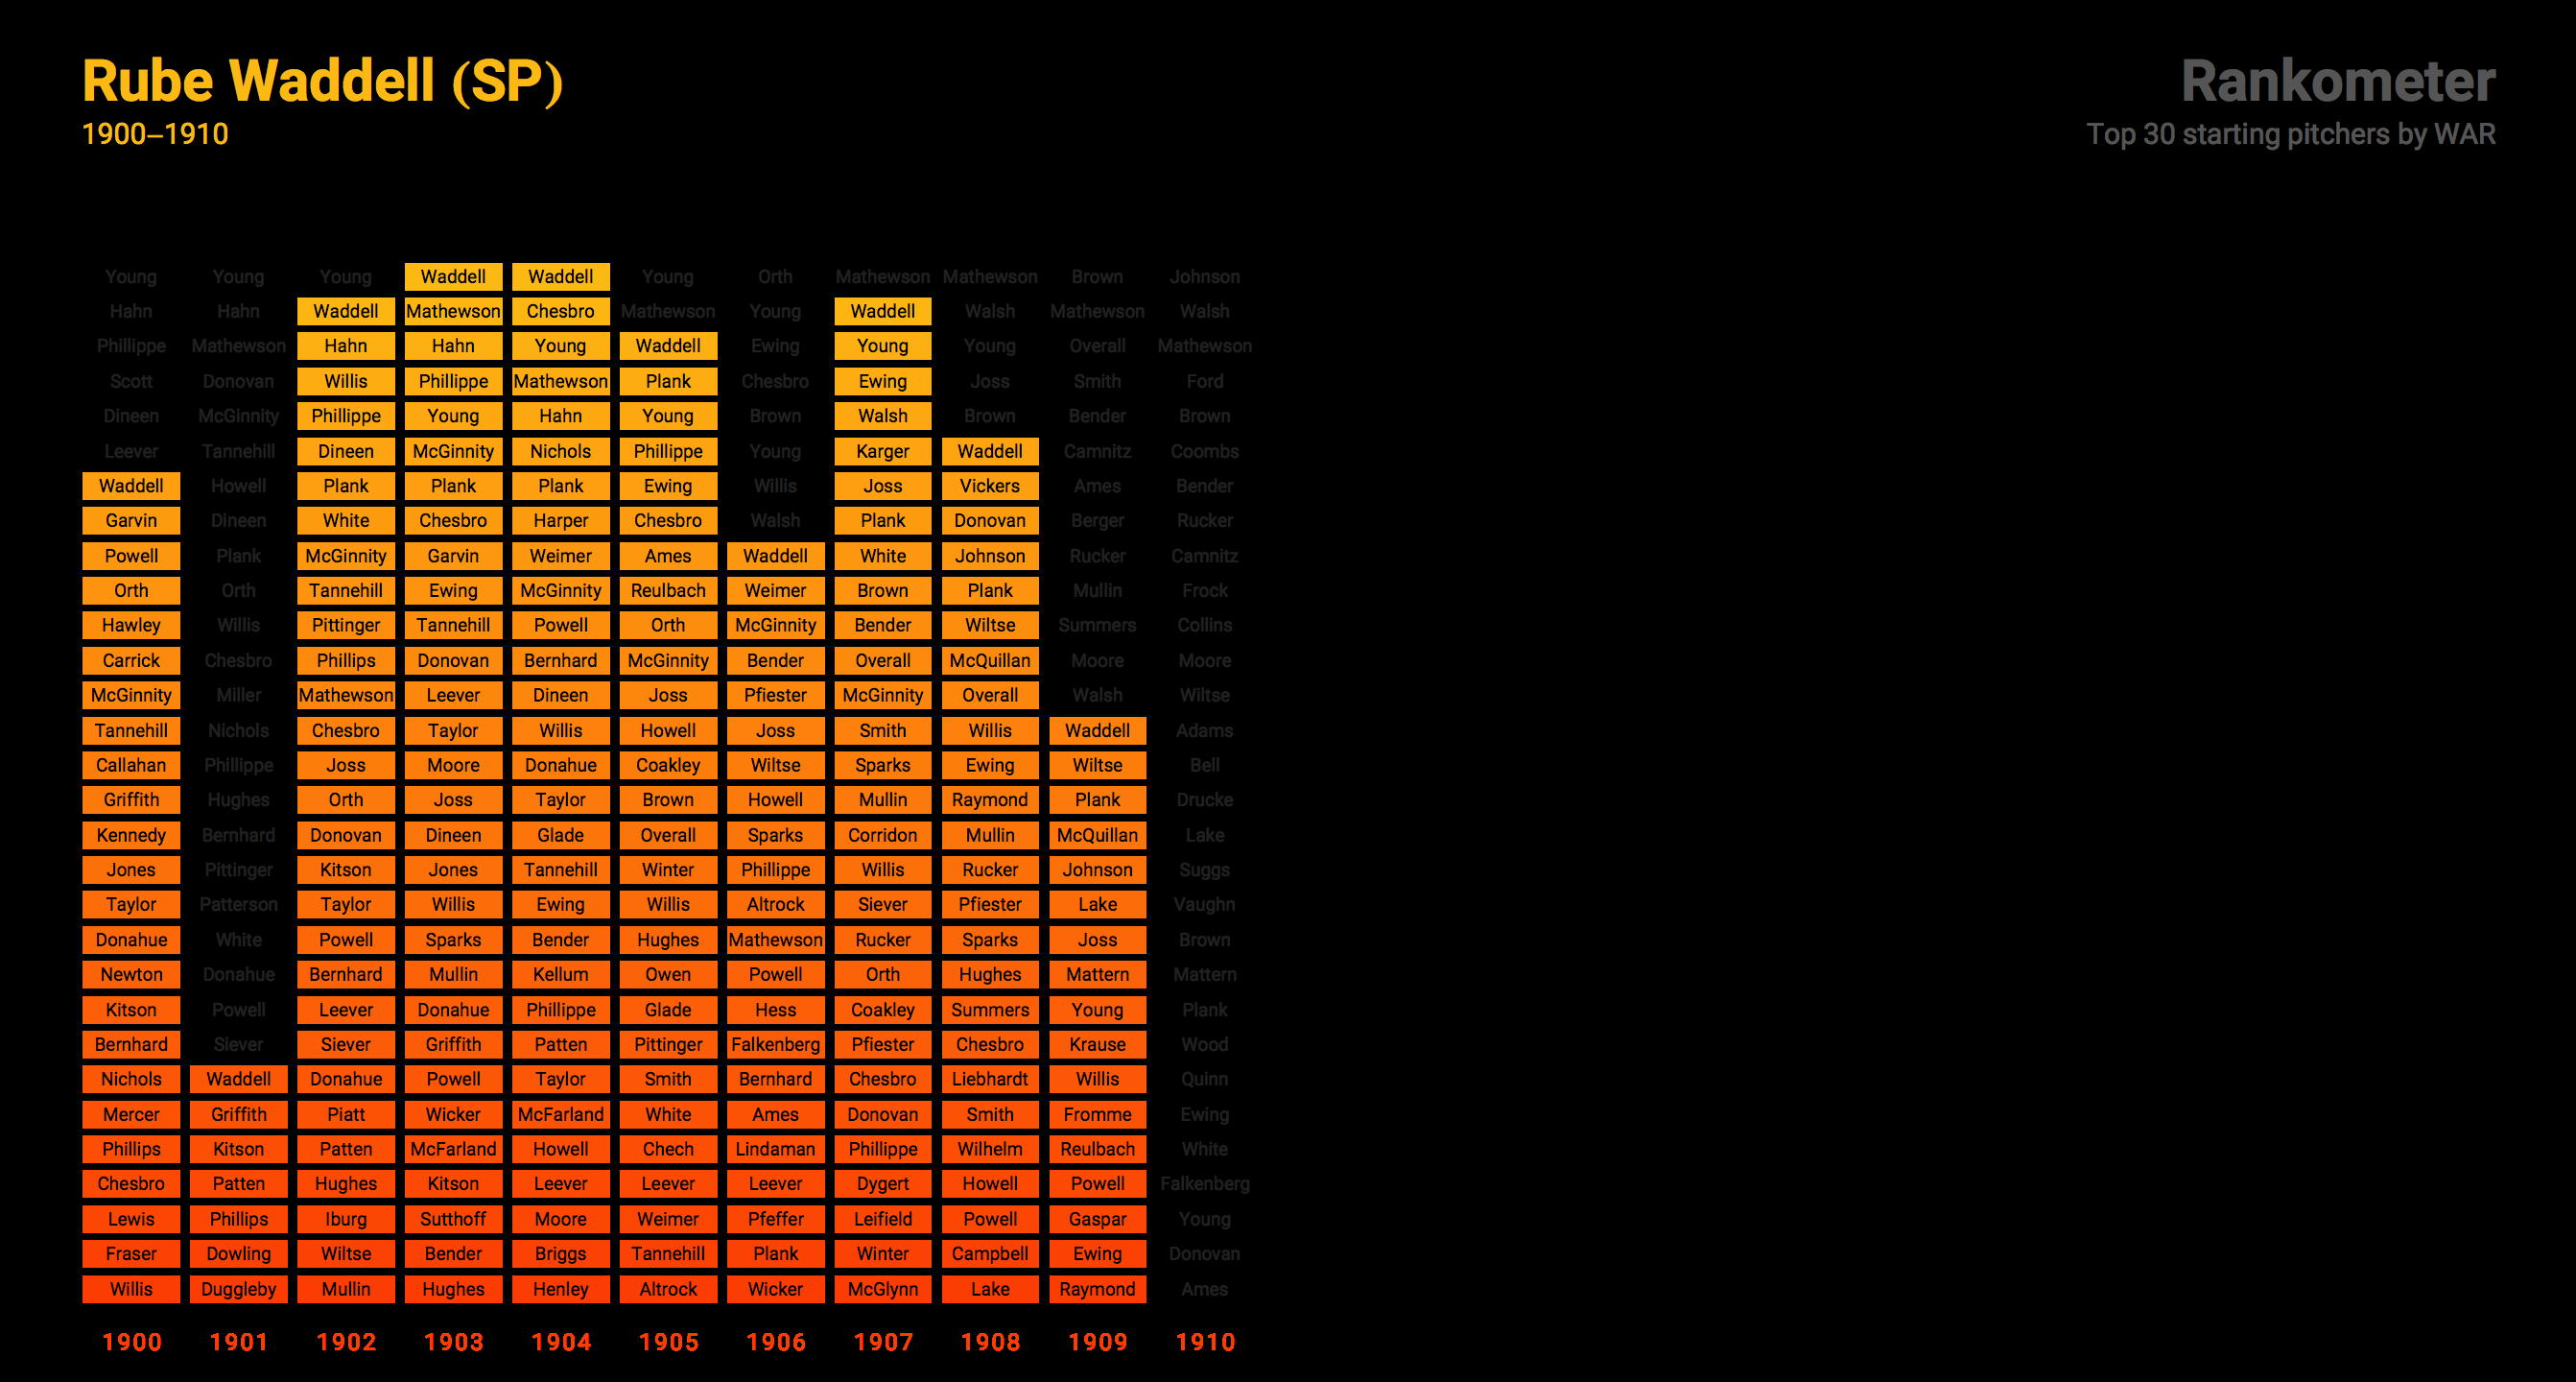 Rube Waddell (SP)
1900–1910
Rankometer
Top 30 starting pitchers by WAR
Young Young Young Waddell Waddell Young Orth Mathewson Mathewson Brown Johnson
Hahn Hahn Waddell Mathewson Chesbro Mathewson Young Waddell Walsh Mathewson Walsh
Phillippe Mathewson Hahn Hahn Young Waddell Ewing Young Young Overall Mathewson
Scott Donovan Willis Phillippe Mathewson Plank Chesbro Ewing Joss Smith Ford
Dineen McGinnity Phillippe Young Hahn Young Brown Walsh Brown Bender Brown
Leever Tannehill Dineen McGinnity Nichols Phillippe Young Karger Waddell Camnitz Coombs
Waddell Howell Plank Plank Plank Ewing Willis Joss Vickers Ames Bender
Garvin Dineen White Chesbro Harper Chesbro Walsh Plank Donovan Berger Rucker
Powell Plank McGinnity Garvin Weimer Ames Waddell White Johnson Rucker Camnitz
Orth Orth Tannehill Ewing McGinnity Reulbach Weimer Brown Plank Mullin Frock
Hawley Willis Pittinger Tannehill Powell Orth McGinnity Bender Wiltse Summers Collins
Carrick Chesbro Phillips Donovan Bernhard McGinnity Bender Overall McQuillan Moore Moore
McGinnity Miller Mathewson Leever Dineen Joss Pfiester McGinnity Overall Walsh Wiltse
Tannehill Nichols Chesbro Taylor Willis Howell Joss Smith Willis Waddell Adams
Callahan Phillippe Joss Moore Donahue Coakley Wiltse Sparks Ewing Wiltse Bell
Griffith Hughes Orth Joss Taylor Brown Howell Mullin Raymond Plank Drucke
Kennedy Bernhard Donovan Dineen Glade Overall Sparks Corridon Mullin McQuillan Lake
Jones Pittinger Kitson Jones Tannehill Winter Phillippe Willis Rucker Johnson Suggs
Taylor Patterson Taylor Willis Ewing Willis Altrock Siever Pfiester Lake Vaughn
Donahue White Powell Sparks Bender Hughes Mathewson Rucker Sparks Joss Brown
Newton Donahue Bernhard Mullin Kellum Owen Powell Orth Hughes Mattern Mattern
Kitson Powell Leever Donahue Phillippe Glade Hess Coakley Summers Young Plank
Bernhard Siever Siever Griffith Patten Pittinger Falkenberg Pfiester Chesbro Krause Wood
Nichols Waddell Donahue Powell Taylor Smith Bernhard Chesbro Liebhardt Willis Quinn
Mercer Griffith Piatt Wicker McFarland White Ames Donovan Smith Fromme Ewing
Phillips Kitson Patten McFarland Howell Chech Lindaman Phillippe Wilhelm Reulbach White
Chesbro Patten Hughes Kitson Leever Leever Leever Dygert Howell Powell Falkenberg
Lewis Phillips Iburg Sutthoff Moore Weimer Pfeffer Leifield Powell Gaspar Young
Fraser Dowling Wiltse Bender Briggs Tannehill Plank Winter Campbell Ewing Donovan
Willis Duggleby Mullin Hughes Henley Altrock Wicker McGlynn Lake Raymond Ames
1900 1901 1902 1903 1904 1905 1906 1907 1908 1909 1910